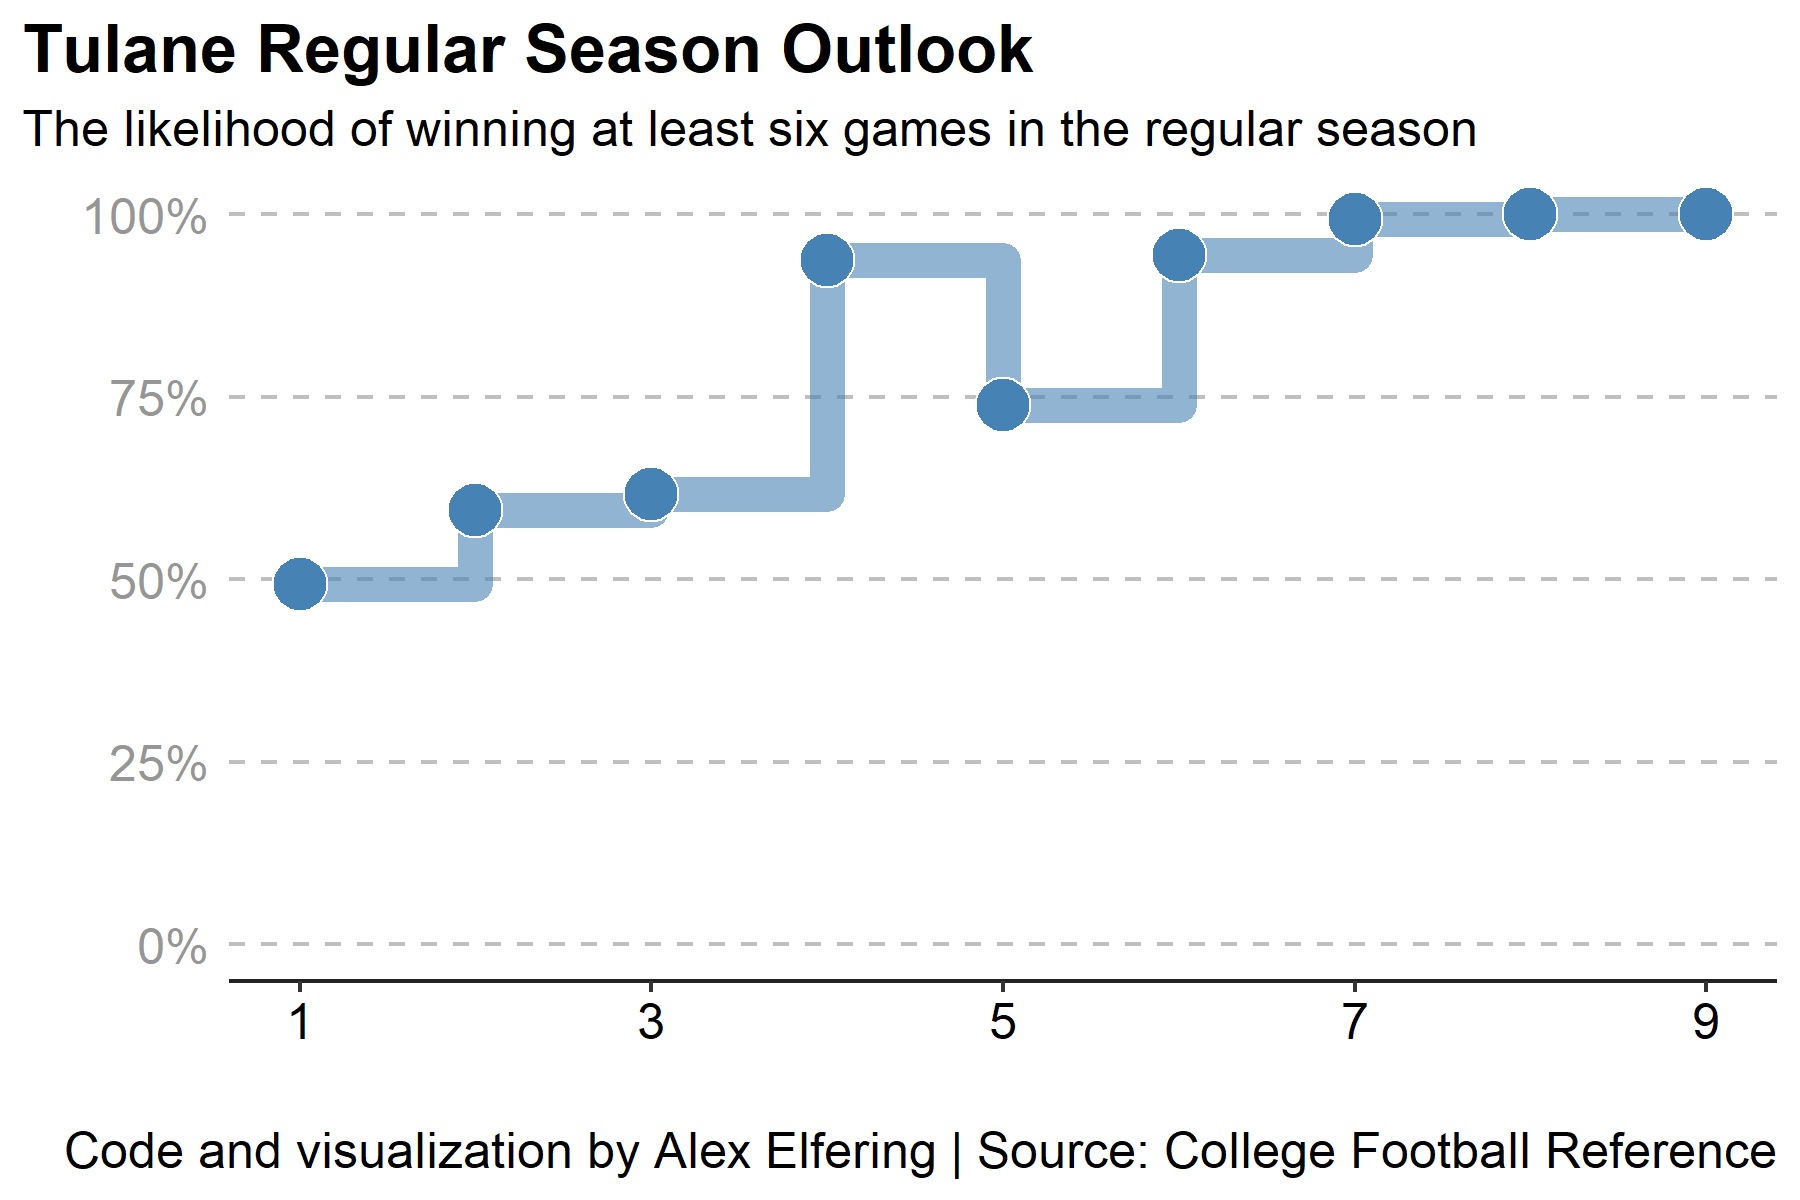 Tulane Regular Season Outlook
The likelihood of winning at least six games in the regular season
100%
75%
50%
25%
0%
1 3 5 7 9
Code and visualization by Alex Elfering | Source: College Football Reference